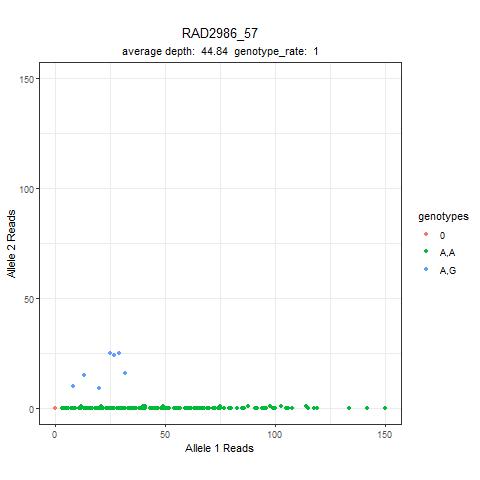 RAD2986_57
average depth:  44.84  genotype_rate:  1
150
100
50
0
Allele 2 Reads
0
50
100
150
Allele 1 Reads
genotypes
0
A,A
A,G